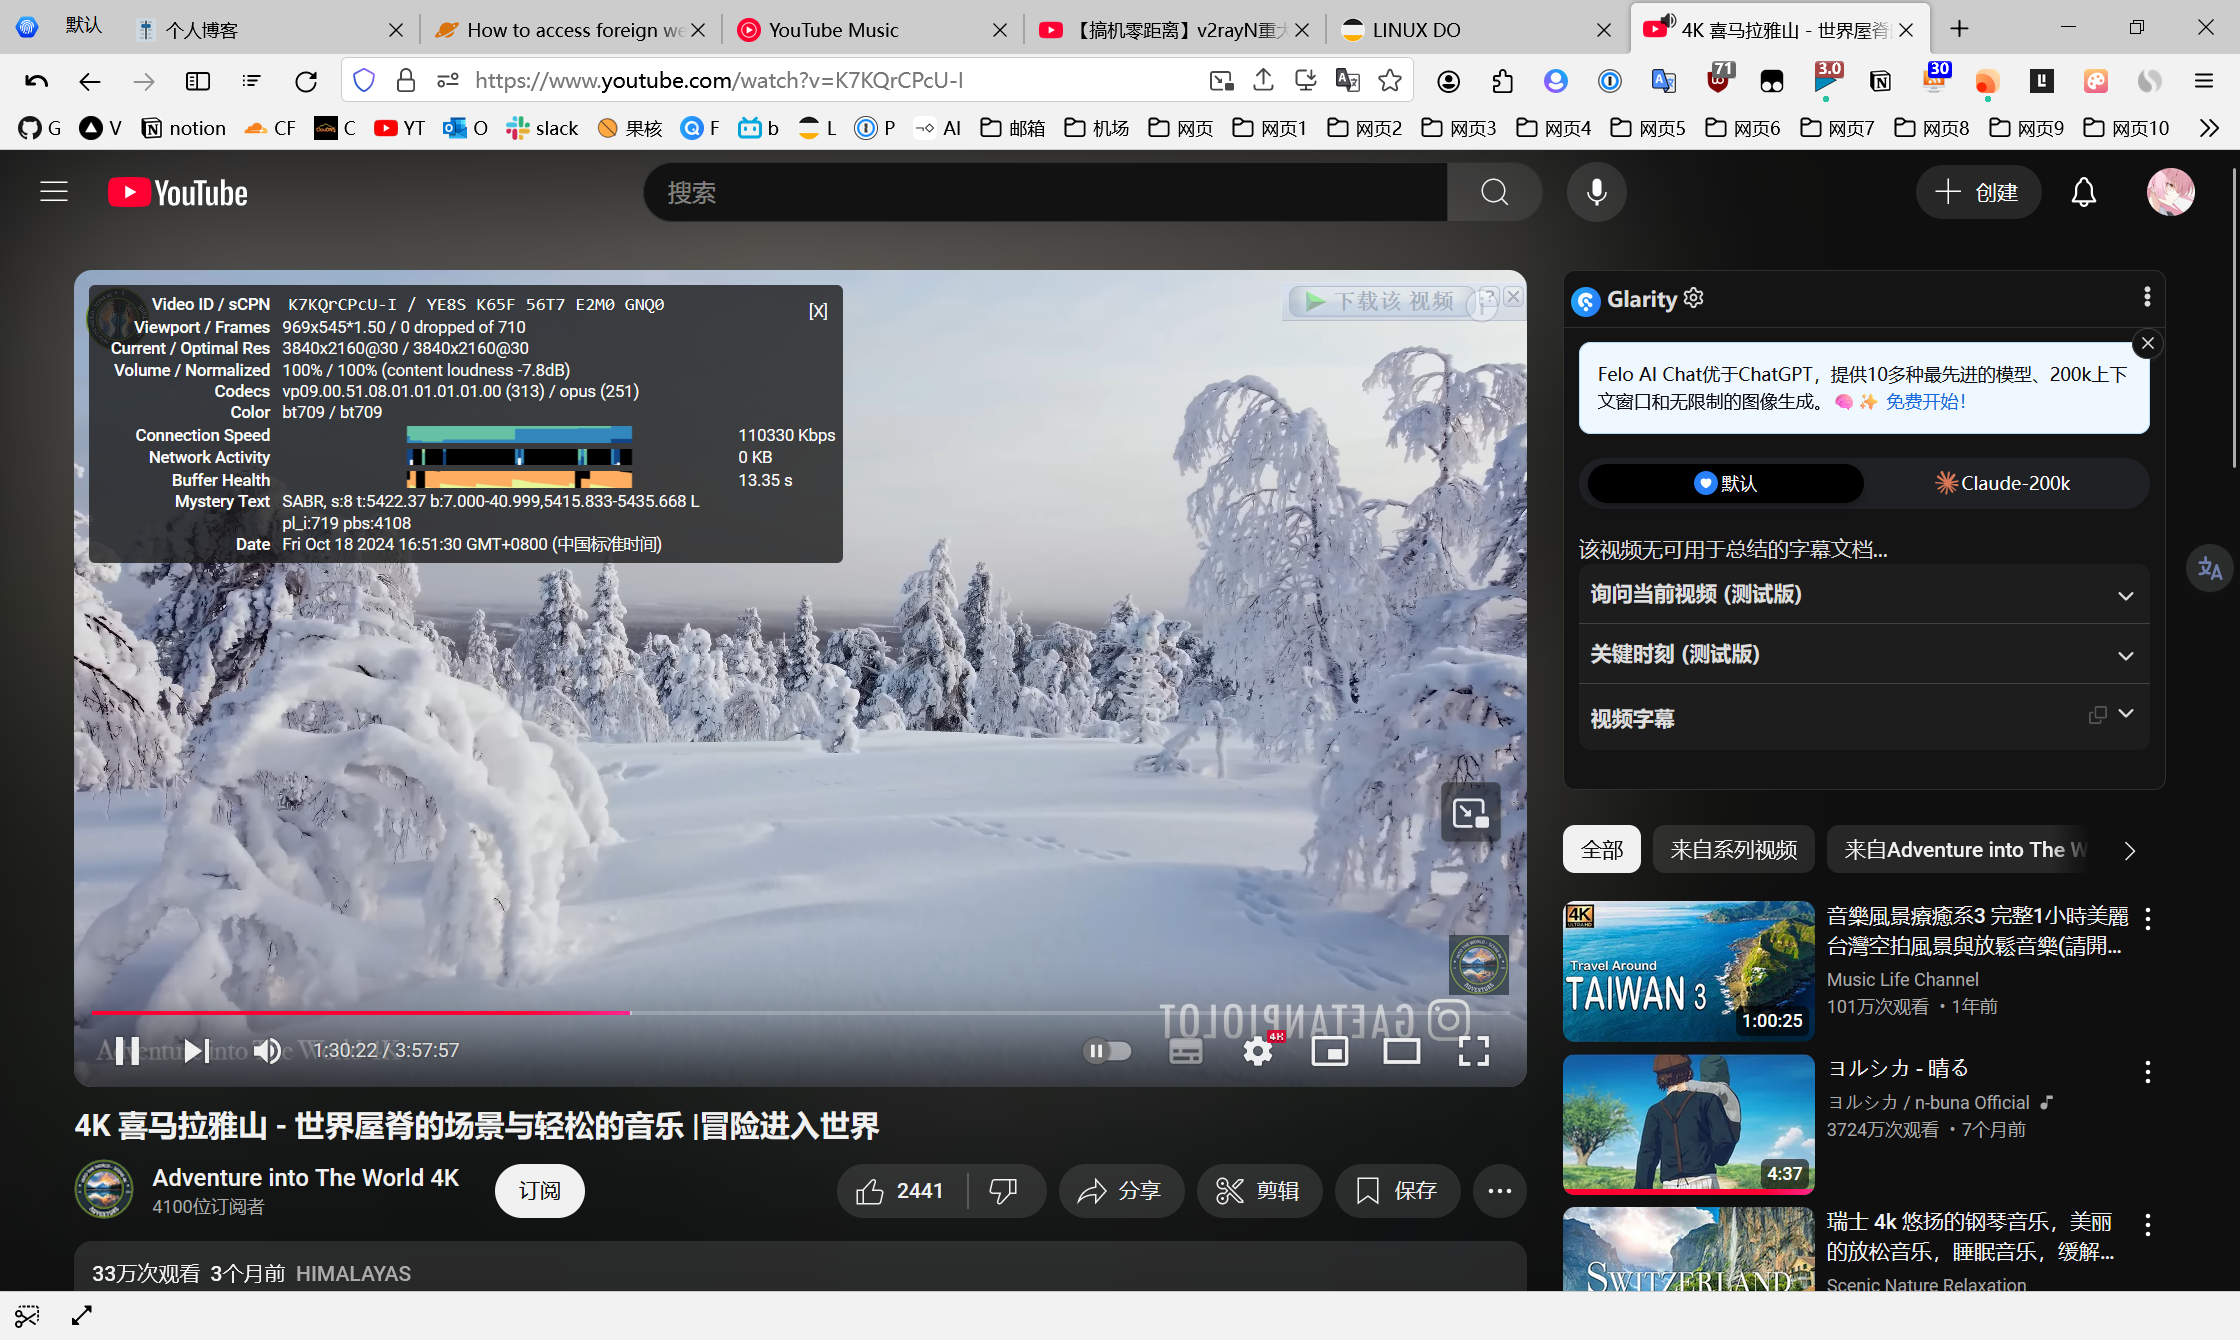 默认
个人博客
How to access foreign we
YouTube Music
【搞机零距离】v2rayN重大
LINUX DO
4K 喜马拉雅山 - 世界屋脊
https://www.youtube.com/watch?v=K7KQrCPcU-I
71
3.0
30
G
V
notion
CF
C
YT
O
slack
果核
F
b
L
P
AI
邮箱
机场
网页
网页1
网页2
网页3
网页4
网页5
网页6
网页7
网页8
网页9
网页10
YouTube
搜索
创建
Video ID / sCPN K7KQrCPcU-I / YE8S K65F 56T7 E2M0 GNQ0
[X]
Viewport / Frames 969x545*1.50 / 0 dropped of 710
Current / Optimal Res 3840x2160@30 / 3840x2160@30
Volume / Normalized 100% / 100% (content loudness -7.8dB)
Codecs vp09.00.51.08.01.01.01.01.00 (313) / opus (251)
Color bt709 / bt709
Connection Speed 110330 Kbps
Network Activity 0 KB
Buffer Health 13.35 s
Mystery Text SABR, s:8 t:5422.37 b:7.000-40.999,5415.833-5435.668 L
pl_i:719 pbs:4108
Date Fri Oct 18 2024 16:51:30 GMT+0800 (中国标准时间)
下载该 视频
GAETANPIOLOT
Adventure into The World 4K
1:30:22 / 3:57:57
4K 喜马拉雅山 - 世界屋脊的场景与轻松的音乐 |冒险进入世界
Adventure into The World 4K
4100位订阅者
订阅
2441
分享
剪辑
保存
33万次观看 3个月前 HIMALAYAS
Glarity
Felo AI Chat优于ChatGPT，提供10多种最先进的模型、200k上下
文窗口和无限制的图像生成。🧠 ✨ 免费开始！
默认
Claude-200k
该视频无可用于总结的字幕文档...
询问当前视频 (测试版)
关键时刻 (测试版)
视频字幕
全部
来自系列视频
来自Adventure into The W
4K
Travel Around
TAIWAN 3
1:00:25
音樂風景療癒系3 完整1小時美麗
台灣空拍風景與放鬆音樂(請開...
Music Life Channel
101万次观看 • 1年前
4:37
ヨルシカ - 晴る
ヨルシカ / n-buna Official
3724万次观看 • 7个月前
SWITZERLAND
瑞士 4k 悠扬的钢琴音乐，美丽
的放松音乐，睡眠音乐，缓解...
Scenic Nature Relaxation